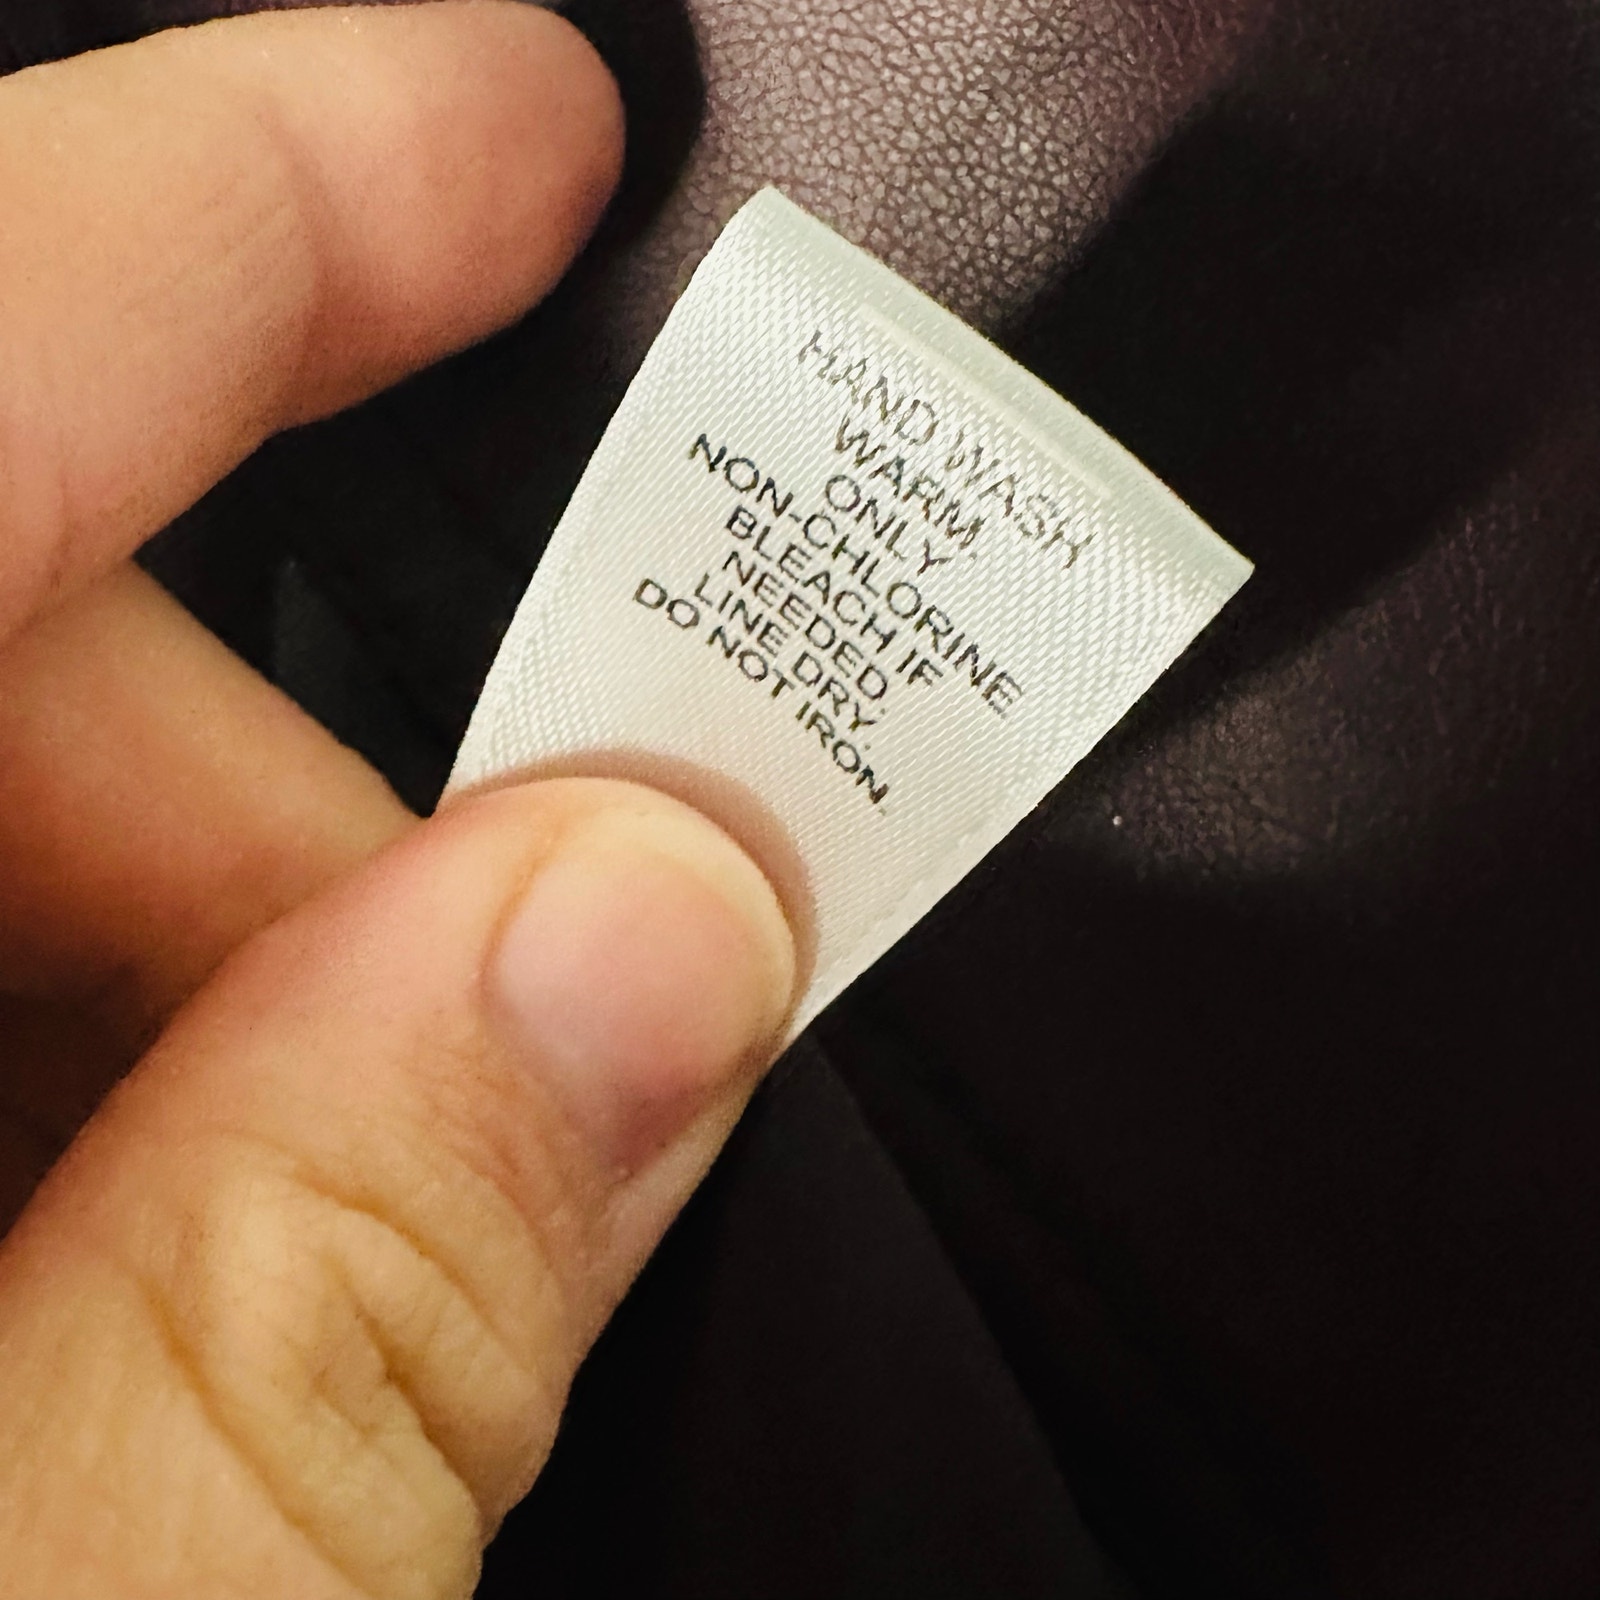 HAND WASH
WARM.
ONLY
NON-CHLORINE
BLEACH IF
NEEDED.
LINE DRY.
DO NOT IRON.